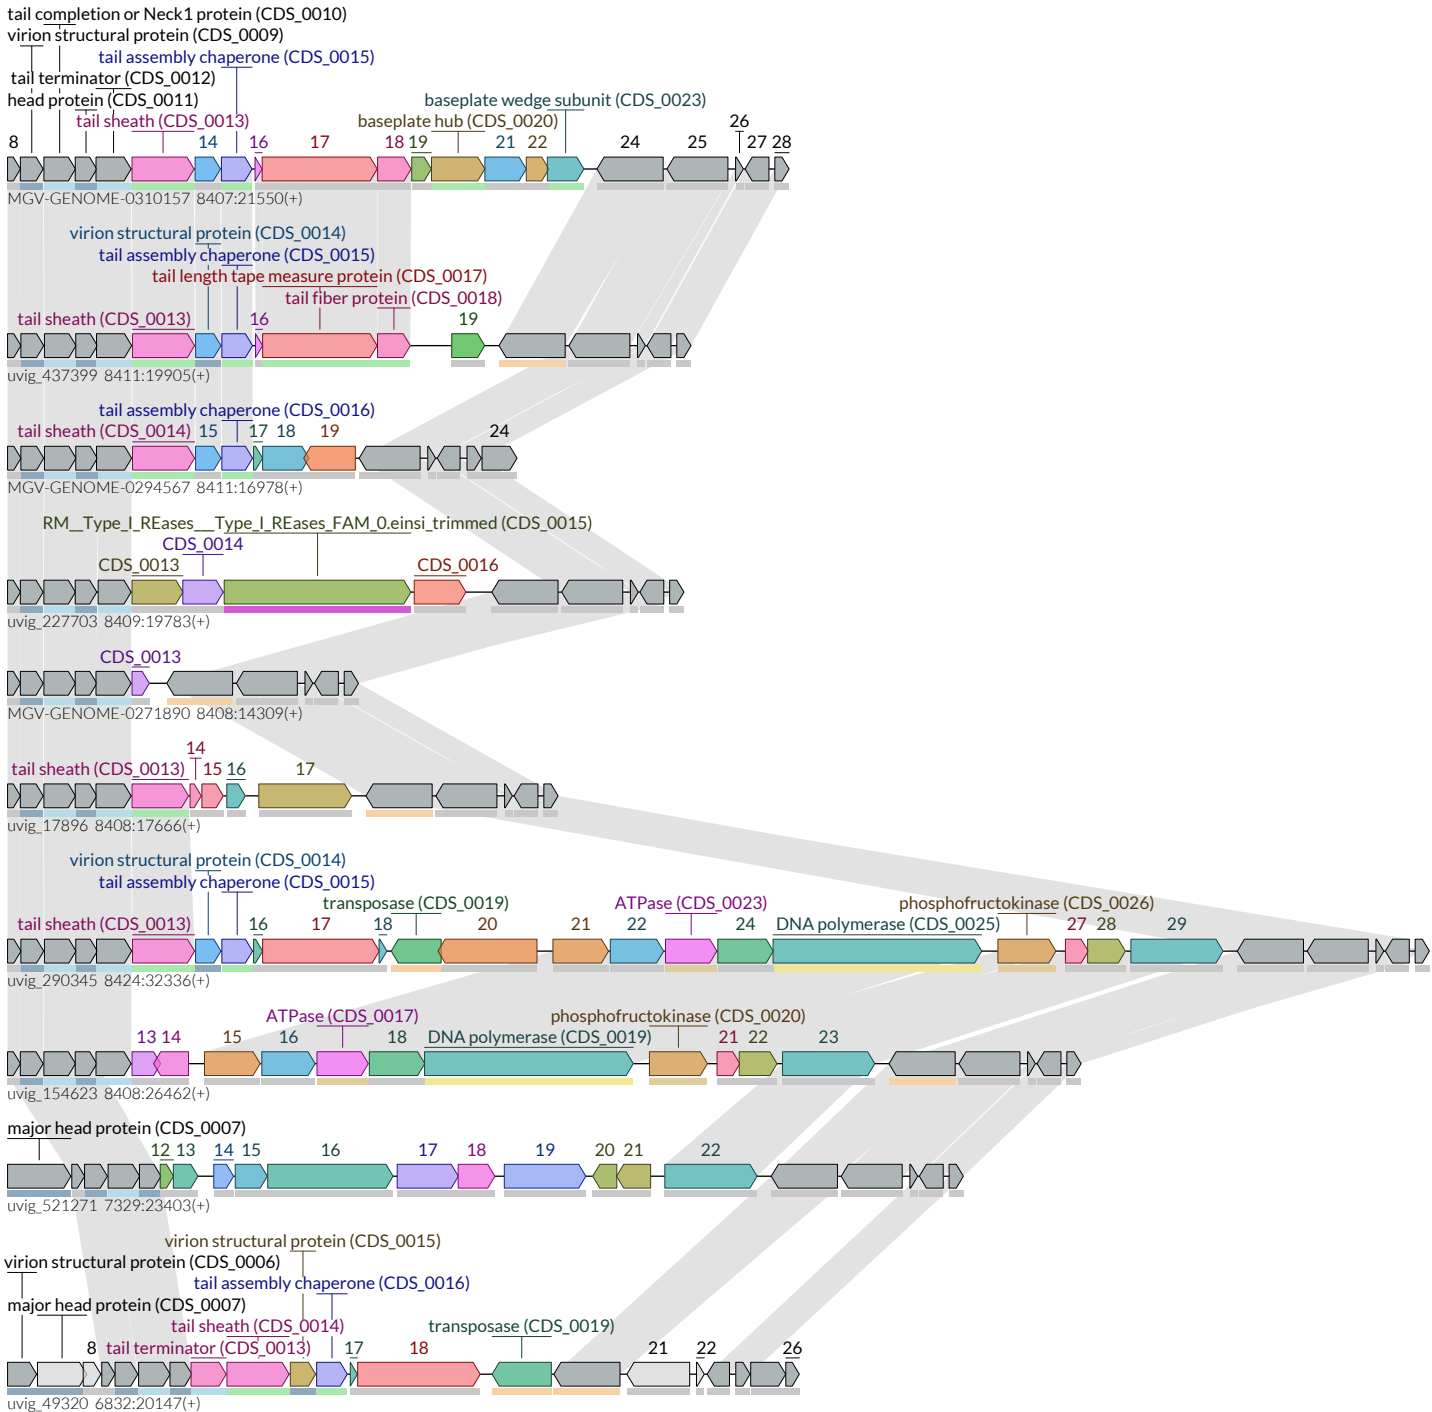 tail completion or Neck1 protein (CDS_0010)
virion structural protein (CDS_0009)
tail assembly chaperone (CDS_0015)
tail terminator (CDS_0012)
head protein (CDS_0011)
baseplate wedge subunit (CDS_0023)
tail sheath (CDS_0013)
baseplate hub (CDS_0020)
26
8 14 16 17 18 19 21 22 24 25 27 28
MGV-GENOME-0310157 8407:21550(+)
virion structural protein (CDS_0014)
tail assembly chaperone (CDS_0015)
tail length tape measure protein (CDS_0017)
tail fiber protein (CDS_0018)
tail sheath (CDS_0013) 16 19
uvig_437399 8411:19905(+)
tail assembly chaperone (CDS_0016)
tail sheath (CDS_0014) 15 17 18 19 24
MGV-GENOME-0294567 8411:16978(+)
RM__Type_I_REases___Type_I_REases_FAM_0.einsi_trimmed (CDS_0015)
CDS_0014
CDS_0013 CDS_0016
uvig_227703 8409:19783(+)
CDS_0013
MGV-GENOME-0271890 8408:14309(+)
14
tail sheath (CDS_0013) 15 16 17
uvig_17896 8408:17666(+)
virion structural protein (CDS_0014)
tail assembly chaperone (CDS_0015)
transposase (CDS_0019) ATPase (CDS_0023) phosphofructokinase (CDS_0026)
tail sheath (CDS_0013) 16 17 18 20 21 22 24 DNA polymerase (CDS_0025) 27 28 29
uvig_290345 8424:32336(+)
ATPase (CDS_0017) phosphofructokinase (CDS_0020)
13 14 15 16 18 DNA polymerase (CDS_0019) 21 22 23
uvig_154623 8408:26462(+)
major head protein (CDS_0007)
12 13 14 15 16 17 18 19 20 21 22
uvig_521271 7329:23403(+)
virion structural protein (CDS_0015)
virion structural protein (CDS_0006)
tail assembly chaperone (CDS_0016)
major head protein (CDS_0007)
tail sheath (CDS_0014) transposase (CDS_0019)
8 tail terminator (CDS_0013) 17 18 21 22 26
uvig_49320 6832:20147(+)